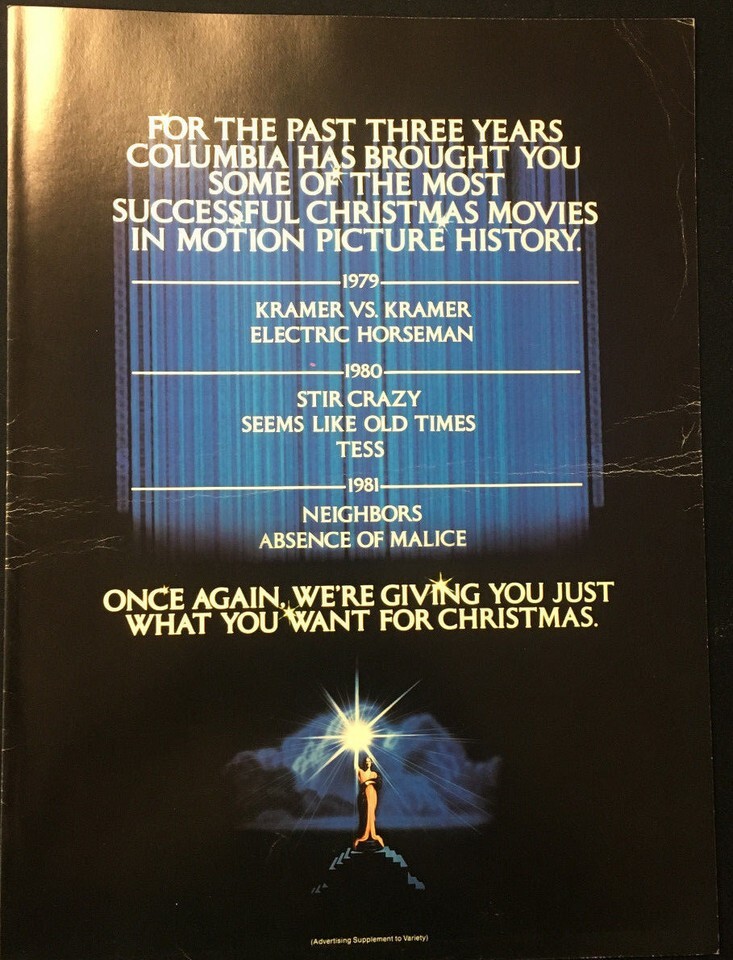 FOR THE PAST THREE YEARS
COLUMBIA HAS BROUGHT YOU
SOME OF THE MOST
SUCCESSFUL CHRISTMAS MOVIES
IN MOTION PICTURE HISTORY.
1979
KRAMER VS. KRAMER
ELECTRIC HORSEMAN
1980
STIR CRAZY
SEEMS LIKE OLD TIMES
TESS
1981
NEIGHBORS
ABSENCE OF MALICE
ONCE AGAIN, WE'RE GIVING YOU JUST
WHAT YOU WANT FOR CHRISTMAS.
(Advertising Supplement to Variety)